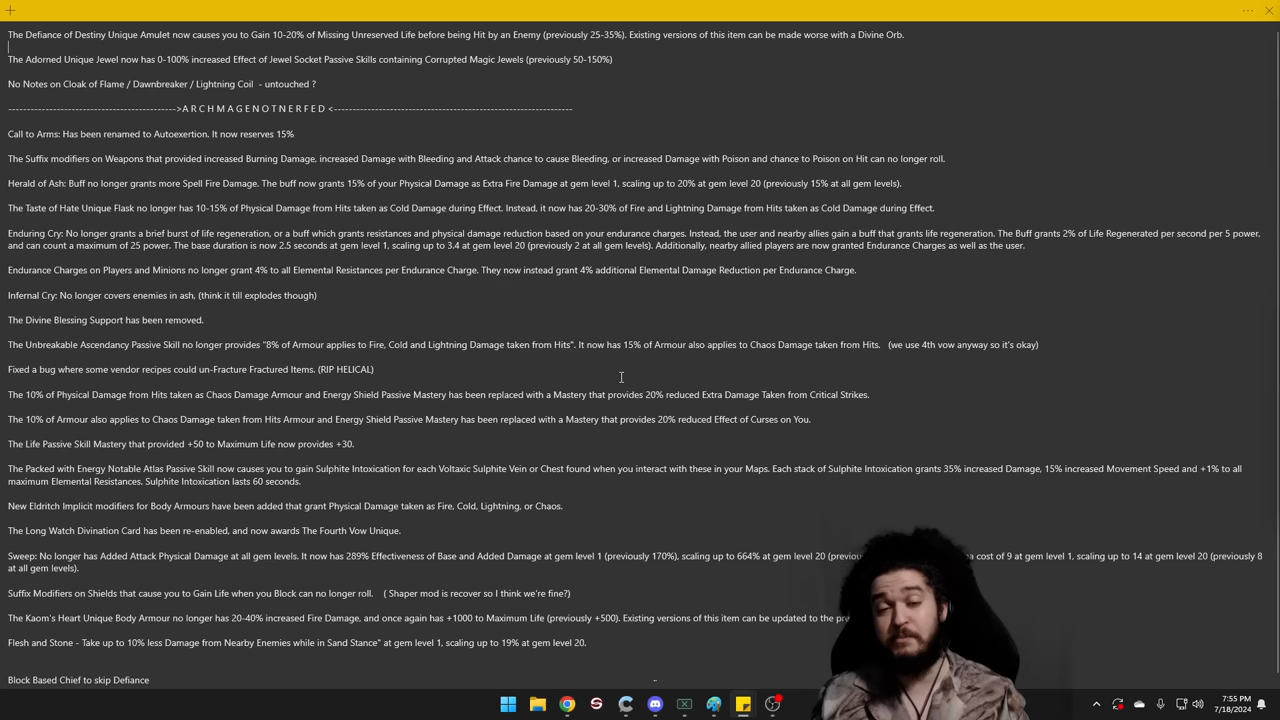 The Defiance of Destiny Unique Amulet now causes you to Gain 10-20% of Missing Unreserved Life before being Hit by an Enemy (previously 25-35%). Existing versions of this item can be made worse with a Divine Orb.
The Adorned Unique Jewel now has 0-100% increased Effect of Jewel Socket Passive Skills containing Corrupted Magic Jewels (previously 50-150%)
No Notes on Cloak of Flame / Dawnbreaker / Lightning Coil - untouched ?
------------------------------------------->A R C H M A G E N O T N E R F E D <-------------------------------------------------------------
Call to Arms: Has been renamed to Autoexertion. It now reserves 15%
The Suffix modifiers on Weapons that provided increased Burning Damage, increased Damage with Bleeding and Attack chance to cause Bleeding, or increased Damage with Poison and chance to Poison on Hit can no longer roll.
Herald of Ash: Buff no longer grants more Spell Fire Damage. The buff now grants 15% of your Physical Damage as Extra Fire Damage at gem level 1, scaling up to 20% at gem level 20 (previously 15% at all gem levels).
The Taste of Hate Unique Flask no longer has 10-15% of Physical Damage from Hits taken as Cold Damage during Effect. Instead, it now has 20-30% of Fire and Lightning Damage from Hits taken as Cold Damage during Effect.
Enduring Cry: No longer grants a brief burst of life regeneration, or a buff which grants resistances and physical damage reduction based on your endurance charges. Instead, the user and nearby allies gain a buff that grants life regeneration. The Buff grants 2% of Life Regenerated per second per 5 power,
and can count a maximum of 25 power. The base duration is now 2.5 seconds at gem level 1, scaling up to 3.4 at gem level 20 (previously 2 at all gem levels). Additionally, nearby allied players are now granted Endurance Charges as well as the user.
Endurance Charges on Players and Minions no longer grant 4% to all Elemental Resistances per Endurance Charge. They now instead grant 4% additional Elemental Damage Reduction per Endurance Charge.
Infernal Cry: No longer covers enemies in ash, (think it till explodes though)
The Divine Blessing Support has been removed.
The Unbreakable Ascendancy Passive Skill no longer provides "8% of Armour applies to Fire, Cold and Lightning Damage taken from Hits". It now has 15% of Armour also applies to Chaos Damage taken from Hits. (we use 4th vow anyway so it's okay)
Fixed a bug where some vendor recipes could un-Fracture Fractured Items. (RIP HELICAL)
The 10% of Physical Damage from Hits taken as Chaos Damage Armour and Energy Shield Passive Mastery has been replaced with a Mastery that provides 20% reduced Extra Damage Taken from Critical Strikes.
The 10% of Armour also applies to Chaos Damage taken from Hits Armour and Energy Shield Passive Mastery has been replaced with a Mastery that provides 20% reduced Effect of Curses on You.
The Life Passive Skill Mastery that provided +50 to Maximum Life now provides +30.
The Packed with Energy Notable Atlas Passive Skill now causes you to gain Sulphite Intoxication for each Voltaxic Sulphite Vein or Chest found when you interact with these in your Maps. Each stack of Sulphite Intoxication grants 35% increased Damage, 15% increased Movement Speed and +1% to all
maximum Elemental Resistances. Sulphite Intoxication lasts 60 seconds.
New Eldritch Implicit modifiers for Body Armours have been added that grant Physical Damage taken as Fire, Cold, Lightning, or Chaos.
The Long Watch Divination Card has been re-enabled, and now awards The Fourth Vow Unique.
Sweep: No longer has Added Attack Physical Damage at all gem levels. It now has 289% Effectiveness of Base and Added Damage at gem level 1 (previously 170%), scaling up to 664% at gem level 20 a cost of 9 at gem level 1, scaling up to 14 at gem level 20 (previously 8
at all gem levels).
Suffix Modifiers on Shields that cause you to Gain Life when you Block can no longer roll. ( Shaper mod is recover so I think we're fine?)
The Kaom's Heart Unique Body Armour no longer has 20-40% increased Fire Damage, and once again has +1000 to Maximum Life (previously +500). Existing versions of this item can be updated to the
Flesh and Stone - Take up to 10% less Damage from Nearby Enemies while in Sand Stance" at gem level 1, scaling up to 19% at gem level 20.
Block Based Chief to skip Defiance
7:55 PM
7/18/2024